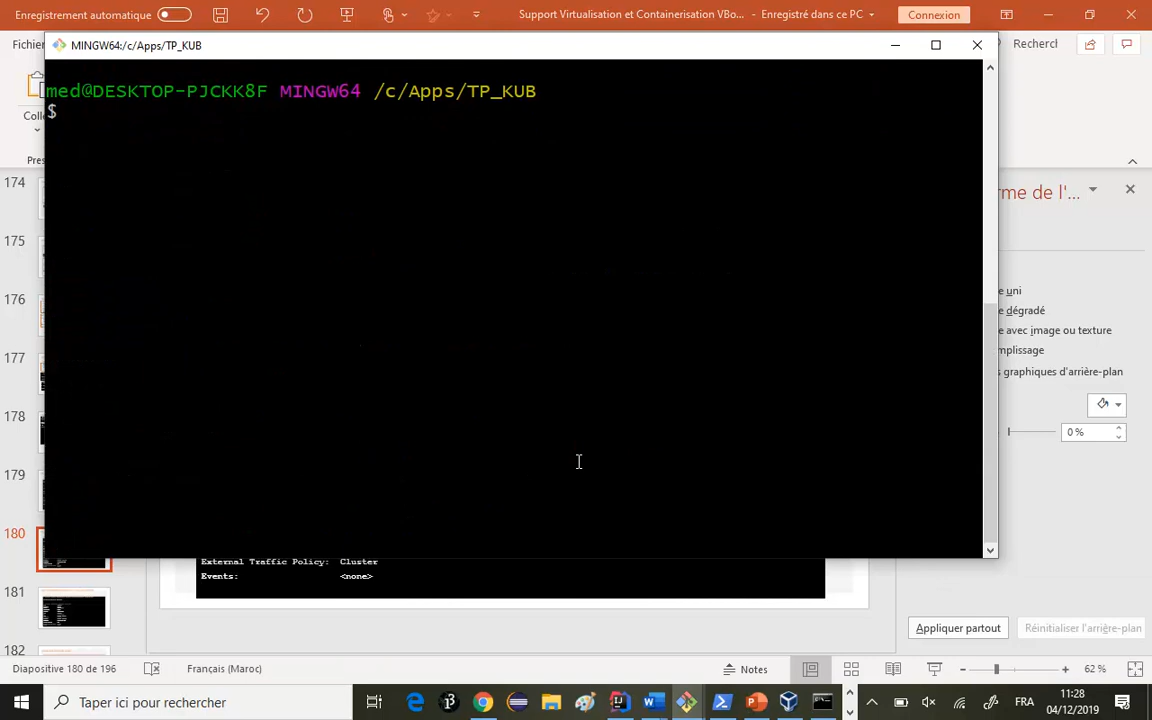 Enregistrement automatique
Support Virtualisation et Containerisation VBo... - Enregistré dans ce PC
Connexion
Fichier
MINGW64:/c/Apps/TP_KUB
Recherch
med@DESKTOP-PJCKK8F MINGW64 /c/Apps/TP_KUB
$
Coll
Pres
rme de l'...
174
175
176
177
178
179
180
181
182
e uni
e dégradé
e avec image ou texture
mplissage
s graphiques d'arrière-plan
0 %
External Traffic Policy: Cluster
Events: <none>
Appliquer partout
Réinitialiser l'arrière-plan
Diapositive 180 de 196
Français (Maroc)
Notes
62 %
Taper ici pour rechercher
FRA
11:28
04/12/2019